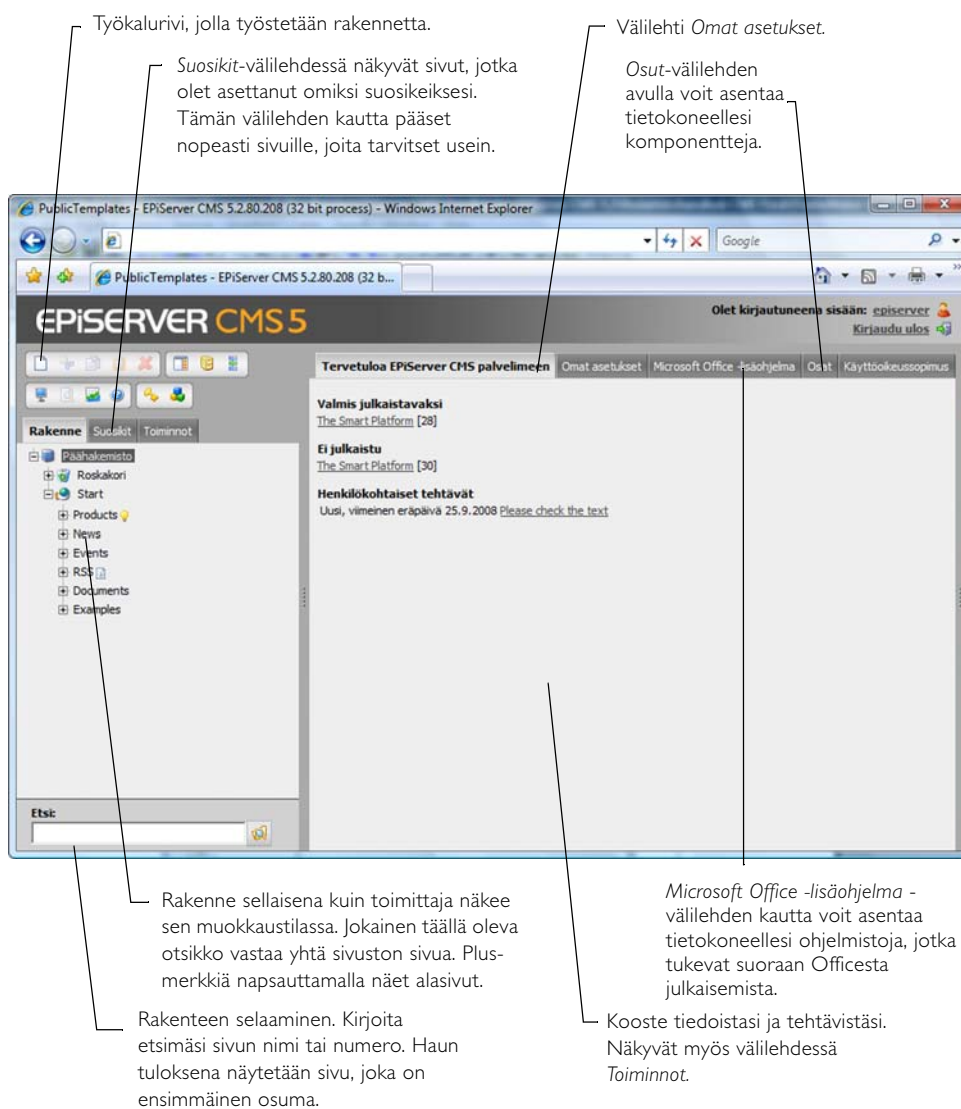 Työkalurivi, jolla työstetään rakennetta.
Suosikit-välilehdessä näkyvät sivut, jotka
olet asettanut omiksi suosikeiksesi.
Tämän välilehden kautta pääset
nopeasti sivuille, joita tarvitset usein.
Välilehti Omat asetukset.
Osut-välilehden
avulla voit asentaa
tietokoneellesi
komponentteja.
PublicTemplates - EPiServer CMS 5.2.80.208 (32 bit process) - Windows Internet Explorer
Google
PublicTemplates - EPiServer CMS 5.2.80.208 (32 b...
EPiSERVER CMS 5
Olet kirjautuneena sisään: episerver
Kirjaudu ulos
Rakenne Suosikit Toiminnot
Päähakemisto
Roskakori
Start
Products
News
Events
RSS
Documents
Examples
Etsi:
Tervetuloa EPiServer CMS palvelimeen Omat asetukset Microsoft Office -lisäohjelma Osat Käyttöoikeussopimus
Valmis julkaistavaksi
The Smart Platform [28]
Ei julkaistu
The Smart Platform [30]
Henkilökohtaiset tehtävät
Uusi, viimeinen eräpäivä 25.9.2008 Please check the text
Rakenne sellaisena kuin toimittaja näkee
sen muokkaustilassa. Jokainen täällä oleva
otsikko vastaa yhtä sivuston sivua. Plus-
merkkiä napsauttamalla näet alasivut.
Rakenteen selaaminen. Kirjoita
etsimäsi sivun nimi tai numero. Haun
tuloksena näytetään sivu, joka on
ensimmäinen osuma.
Microsoft Office -lisäohjelma -
välilehden kautta voit asentaa
tietokoneellesi ohjelmistoja, jotka
tukevat suoraan Officesta
julkaisemista.
Kooste tiedoistasi ja tehtävistäsi.
Näkyvät myös välilehdessä
Toiminnot.